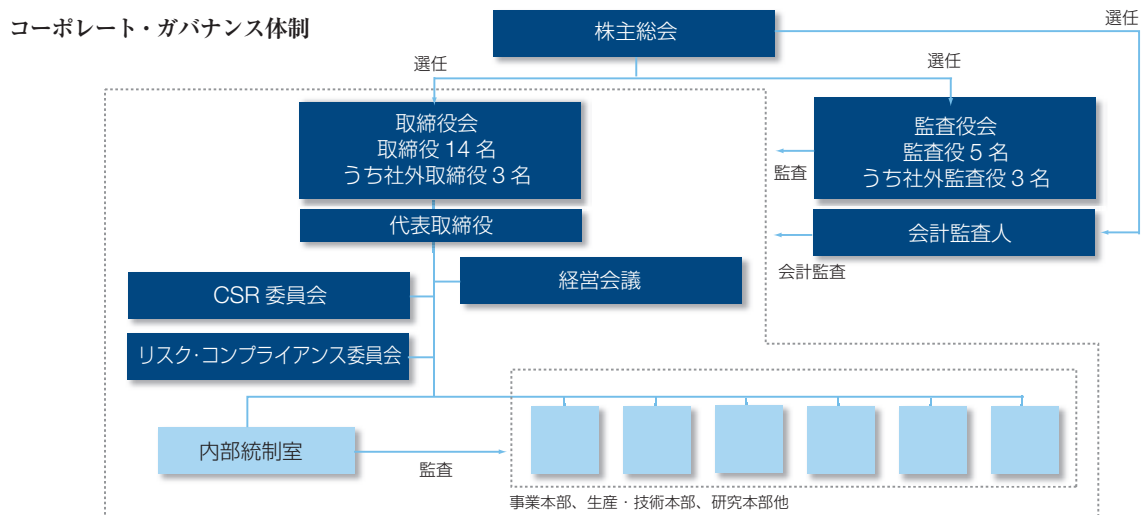 コーポレート・ガバナンス体制
株主総会
選任
選任
選任
取締役会
取締役 14 名
うち社外取締役 3 名
監査役会
監査役 5 名
うち社外監査役 3 名
監査
代表取締役
会計監査人
会計監査
経営会議
CSR 委員会
リスク・コンプライアンス委員会
内部統制室
監査
事業本部、生産・技術本部、研究本部他